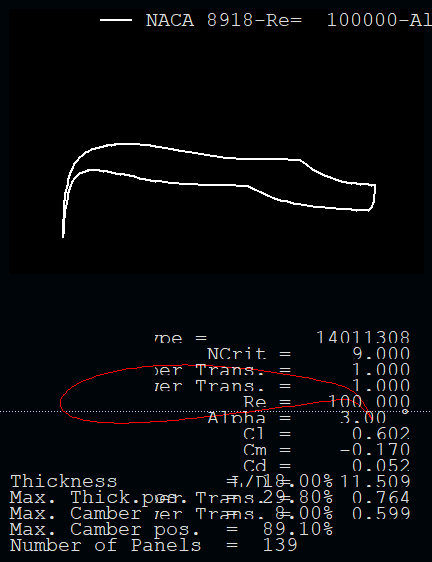 NACA 8918-Re= 100000-Al
ype = 14011308
NCrit = 9.000
per Trans. = 1.000
wer Trans. = 1.000
Re = 100 000
Alpha = 3.00 °
Cl = 0.602
Cm = -0.170
Cd = 0.052
L/D = 11.509
Thickness = 18.00%
Max. Thick.pos. = 29.80% 0.764
Max. Camber = 8.00%
wer Trans. = 0.599
Max. Camber pos. = 89.10%
Number of Panels = 139